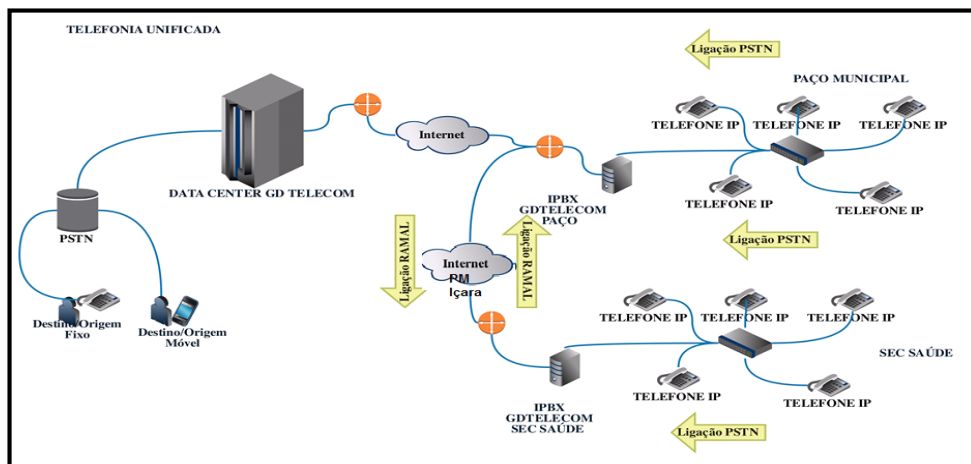 TELEFONIA UNIFICADA
Ligação PSTN
PAÇO MUNICIPAL
TELEFONE IP
TELEFONE IP
TELEFONE IP
Internet
DATA CENTER GD TELECOM
TELEFONE IP
TELEFONE IP
IPBX
GDTELECOM
PAÇO
PSTN
Ligação PSTN
Ligação RAMAL
Ligação RAMAL
Internet
PM
Içara
Destino/Origem
Fixo
Destino/Origem
Móvel
TELEFONE IP
TELEFONE IP
TELEFONE IP
SEC SAÚDE
TELEFONE IP
TELEFONE IP
IPBX
GDTELECOM
SEC SAÚDE
Ligação PSTN